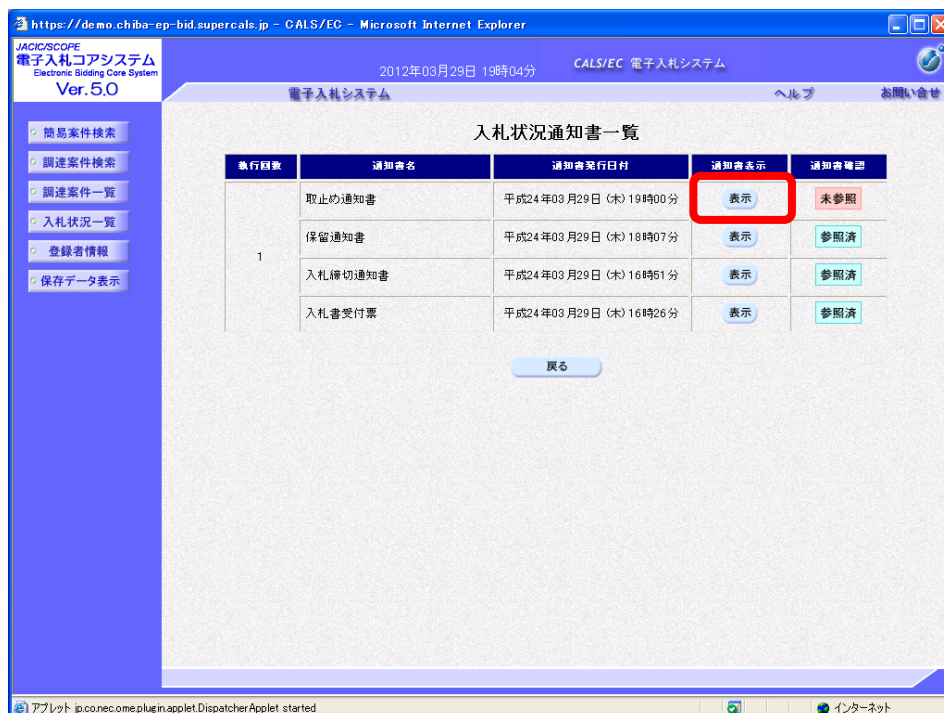 https://demo.chiba-ep-bid.supercals.jp - CALS/EC - Microsoft Internet Explorer
JACIC/SCOPE
電子入札コアシステム
Electronic Bidding Core System
Ver.5.0
2012年03月29日 19時04分
CALS/EC 電子入札システム
電子入札システム
ヘルプ
お問い合せ
簡易案件検索
調達案件検索
調達案件一覧
入札状況一覧
登録者情報
保存データ表示
入札状況通知書一覧
執行回数 通知書名 通知書発行日付 通知書表示 通知書確認
取止め通知書 平成24年03月29日 (木) 19時00分 表示 未参照
保留通知書 平成24年03月29日 (木) 18時07分 表示 参照済
1
入札締切通知書 平成24年03月29日 (木) 16時51分 表示 参照済
入札書受付票 平成24年03月29日 (木) 16時26分 表示 参照済
戻る
アプレット jp.co.nec.ome.plugin.applet.DispatcherApplet started
インターネット